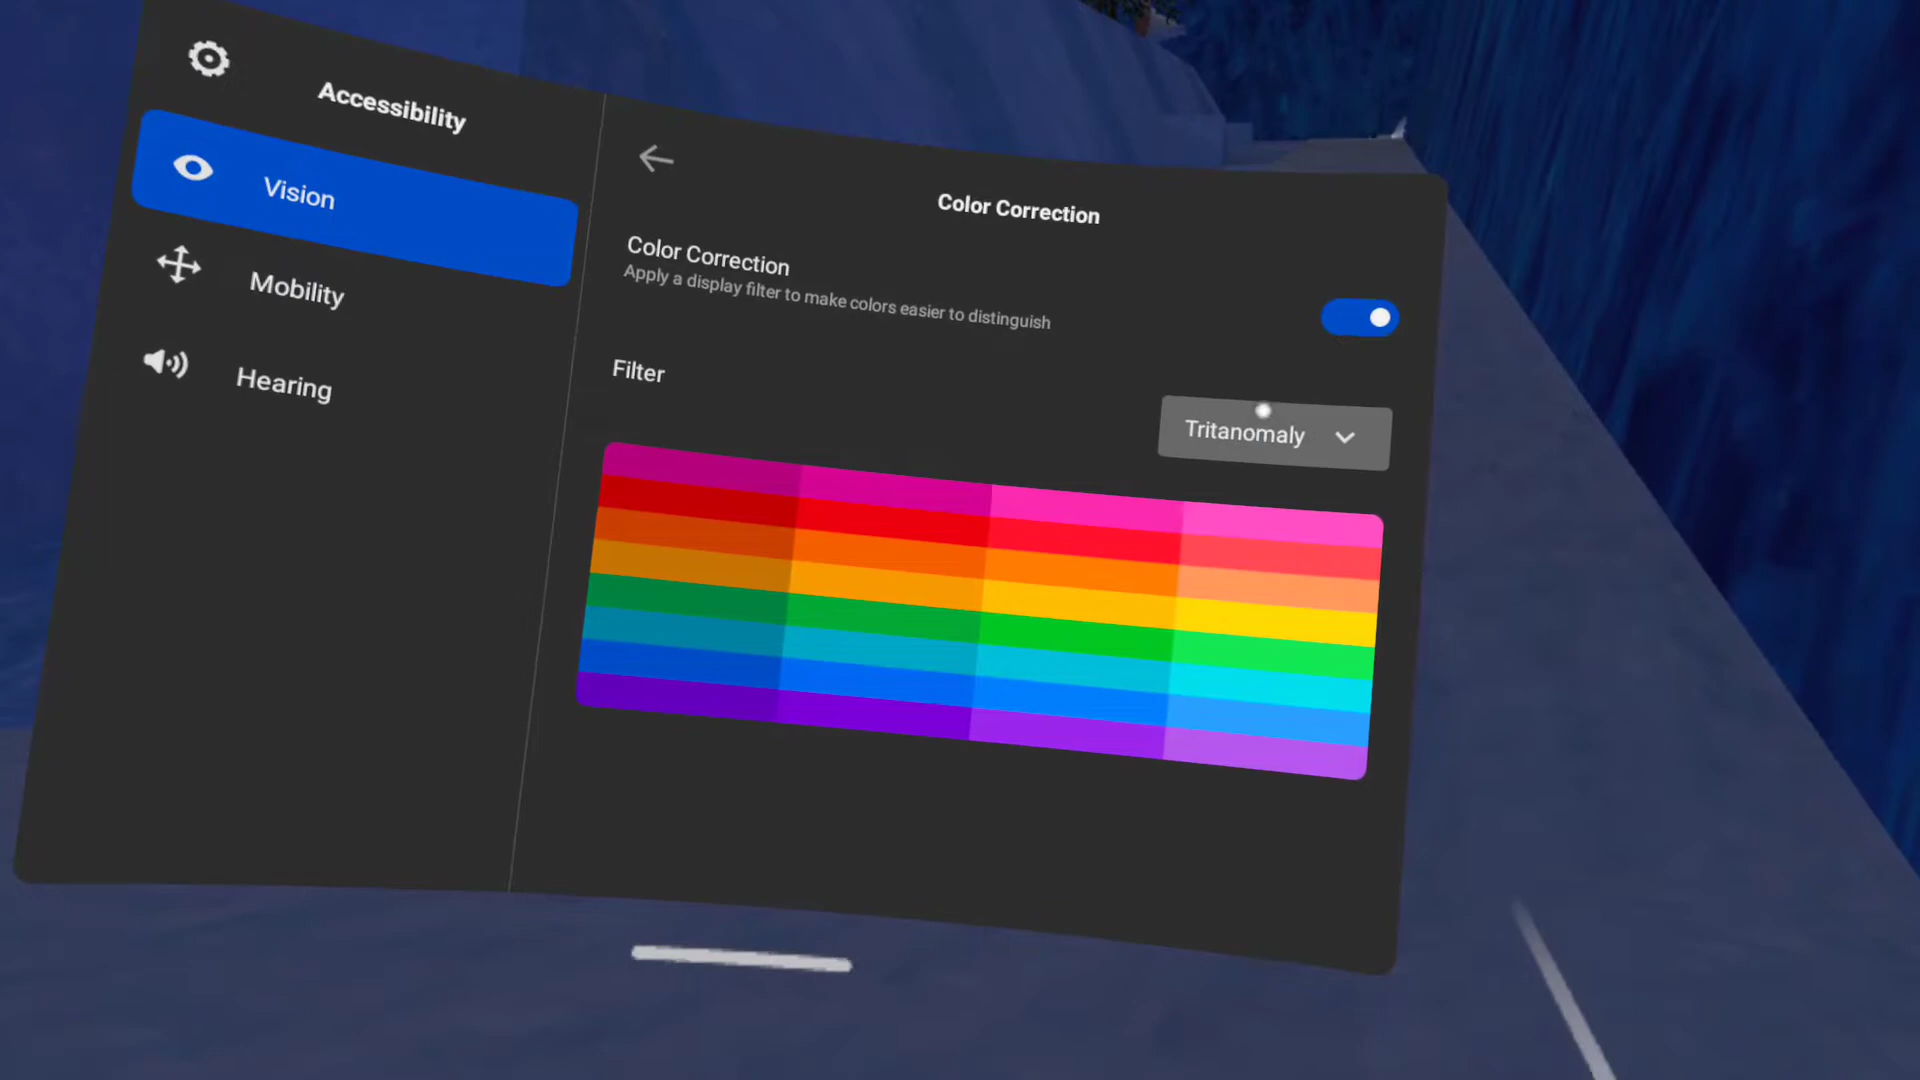 Accessibility
Vision
Mobility
Hearing
Color Correction
Color Correction
Apply a display filter to make colors easier to distinguish
Filter
Tritanomaly